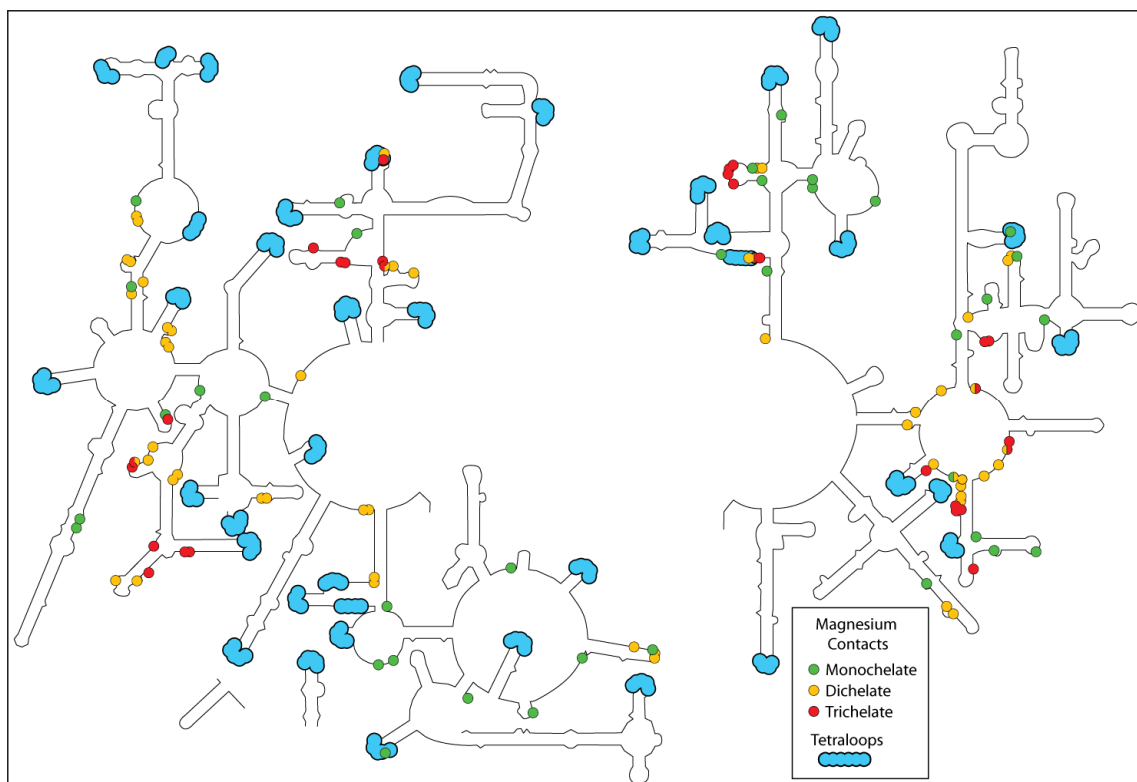 Magnesium
Contacts
Monochelate
Dichelate
Trichelate
Tetraloops